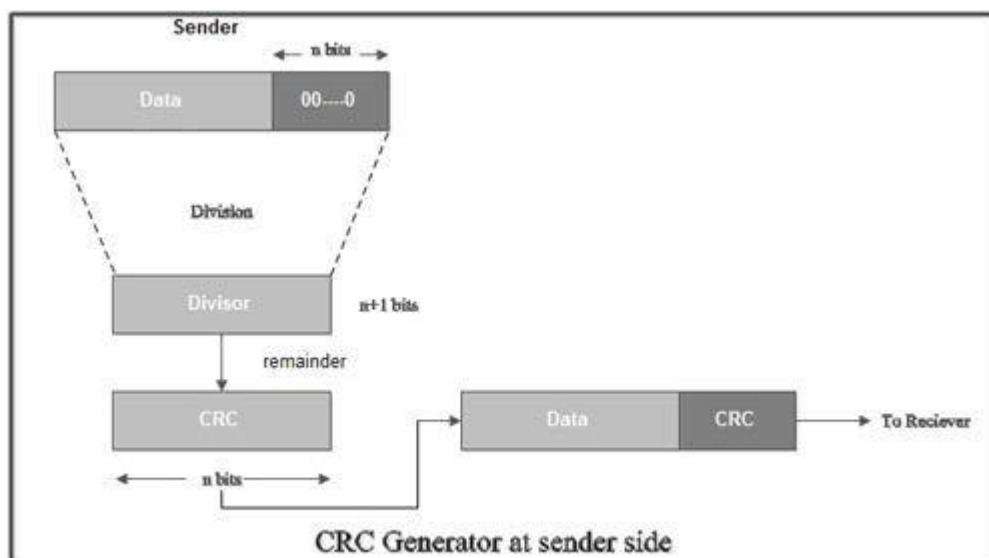 Sender
n bits
Data
00----0
Division
Divisor
n+1 bits
remainder
CRC
Data
CRC
To Reciever
n bits
CRC Generator at sender side